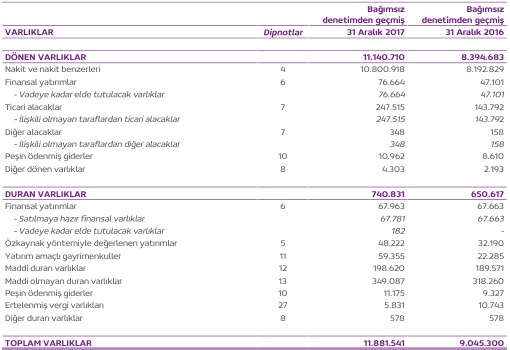 Bağımsız Bağımsız
denetimden geçmiş denetimden geçmiş
VARLIKLAR Dipnotlar 31 Aralık 2017 31 Aralık 2016
DÖNEN VARLIKLAR 11.140.710 8.394.683
Nakit ve nakit benzerleri 4 10.800.918 8.192.829
Finansal yatırımlar 6 76.664 47.101
- Vadeye kadar elde tutulacak varlıklar 76.664 47.101
Ticari alacaklar 7 247.515 143.792
- İlişkili olmayan taraflardan ticari alacaklar 247.515 143.792
Diğer alacaklar 7 348 158
- İlişkili olmayan taraflardan diğer alacaklar 348 158
Peşin ödenmiş giderler 10 10.962 8.610
Diğer dönen varlıklar 8 4.303 2.193
DURAN VARLIKLAR 740.831 650.617
Finansal yatırımlar 6 67.963 67.663
- Satılmaya hazır finansal varlıklar 67.781 67.663
- Vadeye kadar elde tutulacak varlıklar 182 -
Özkaynak yöntemiyle değerlenen yatırımlar 5 48.222 32.190
Yatırım amaçlı gayrimenkuller 11 59.355 22.285
Maddi duran varlıklar 12 198.620 189.571
Maddi olmayan duran varlıklar 13 349.087 318.260
Peşin ödenmiş giderler 10 11.175 9.327
Ertelenmiş vergi varlıkları 27 5.831 10.743
Diğer duran varlıklar 8 578 578
TOPLAM VARLIKLAR 11.881.541 9.045.300